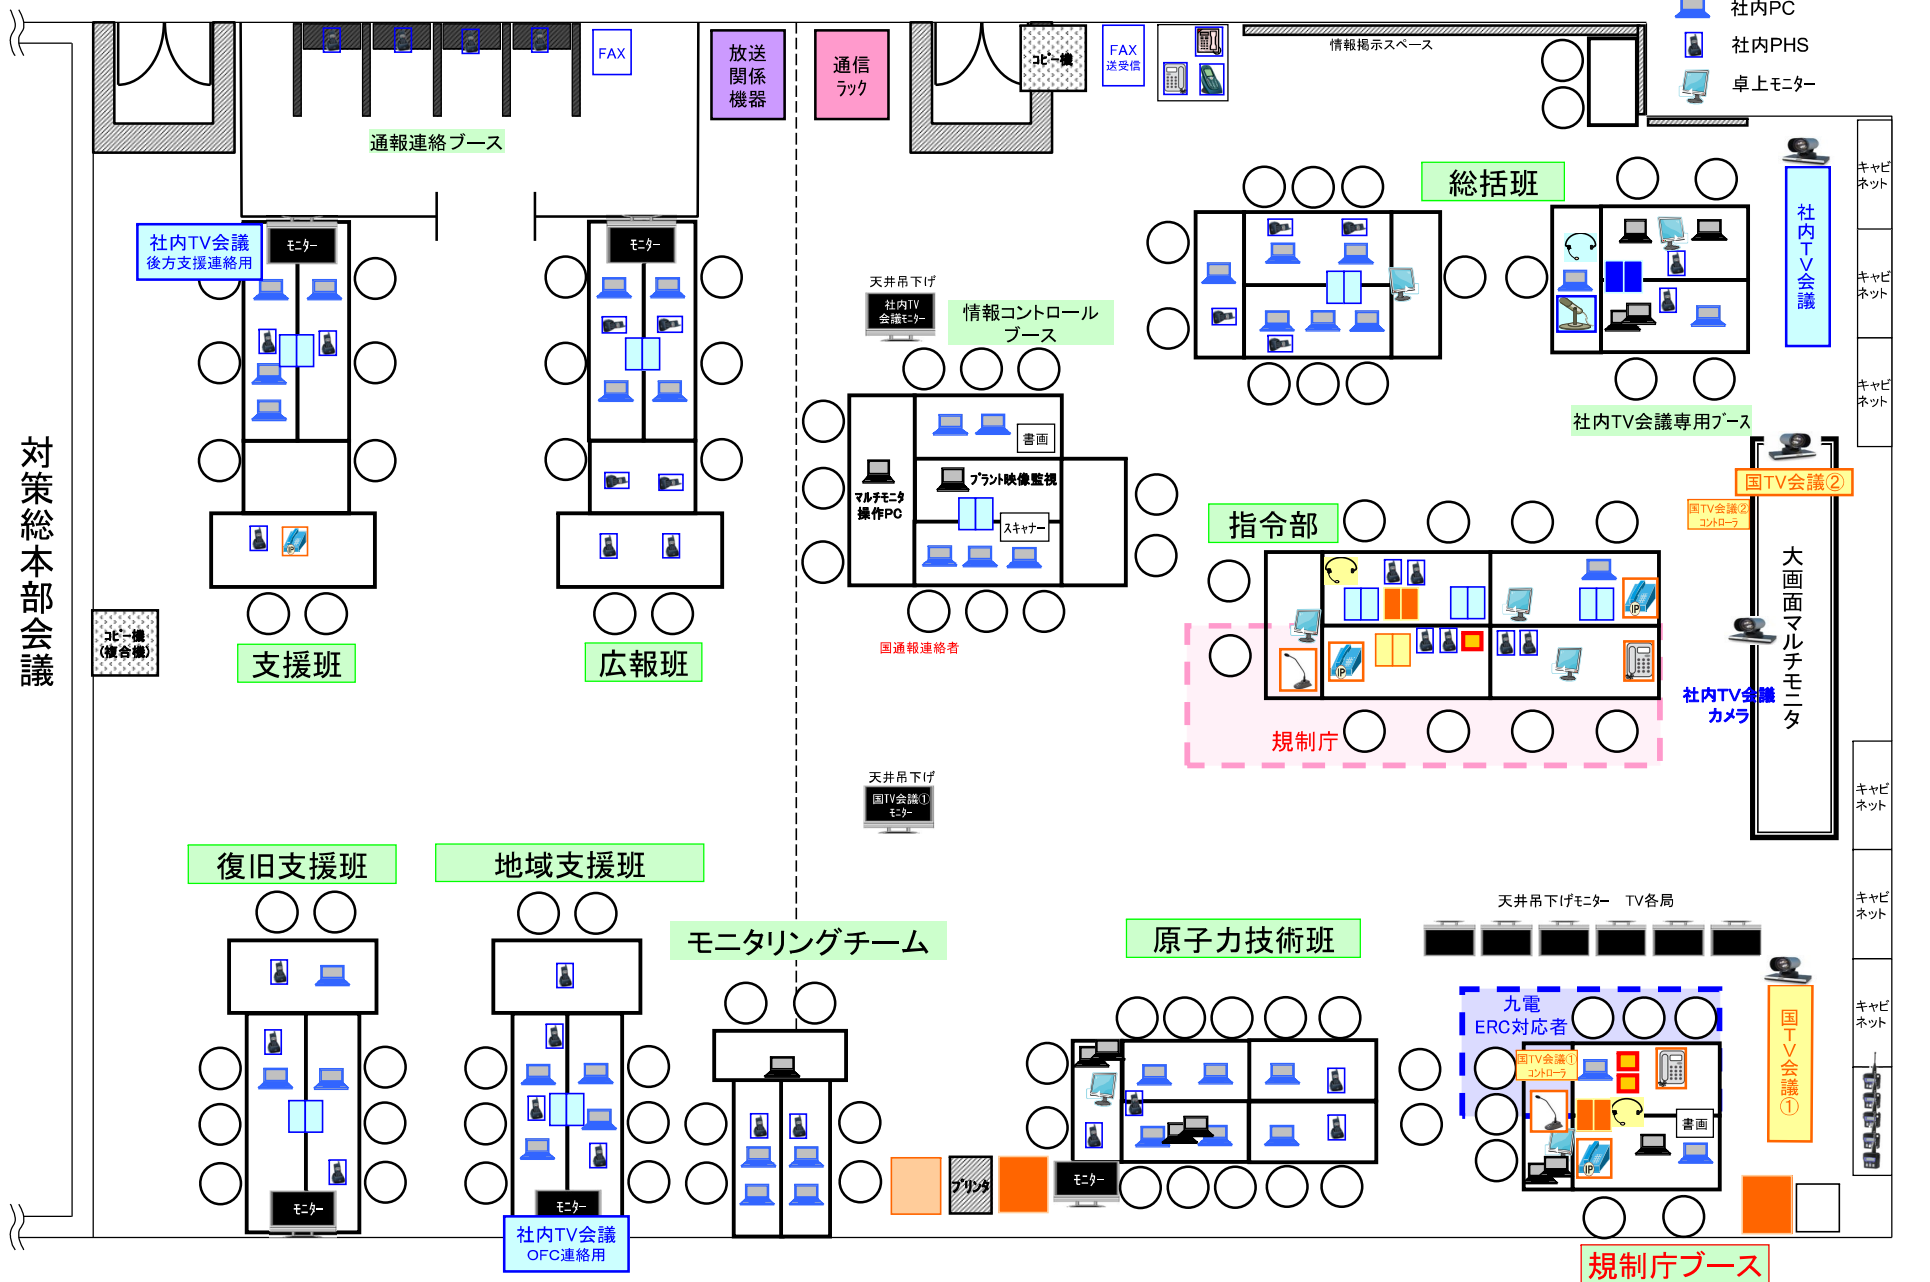 社内PC
社内PHS
卓上モニター
FAX
放送
関係
機器
通信
ラック
コピー機
FAX
送受信
情報掲示スペース
通報連絡ブース
総括班
キャビ
ネット
キャビ
ネット
キャビ
ネット
社内TV会議
社内TV会議
後方支援連絡用
モニター
モニター
天井吊下げ
社内TV
会議モニター
情報コントロール
ブース
社内TV会議専用ブース
対策総本部会議
書画
マルチモニタ
操作PC
プラント映像監視
スキャナー
国TV会議②
国TV会議②
コントローラ
指令部
大画面マルチモニタ
IP
IP
IP
コピー機
(複合機)
支援班
広報班
国通報連絡者
社内TV会議
カメラ
規制庁
天井吊下げ
国TV会議①
モニター
キャビ
ネット
キャビ
ネット
キャビ
ネット
復旧支援班
地域支援班
モニタリングチーム
原子力技術班
天井吊下げモニター　TV各局
九電
ERC対応者
国TV会議①
コントローラ
国TV会議①
書画
IP
プリンタ
モニター
モニター
モニター
社内TV会議
OFC連絡用
規制庁ブース